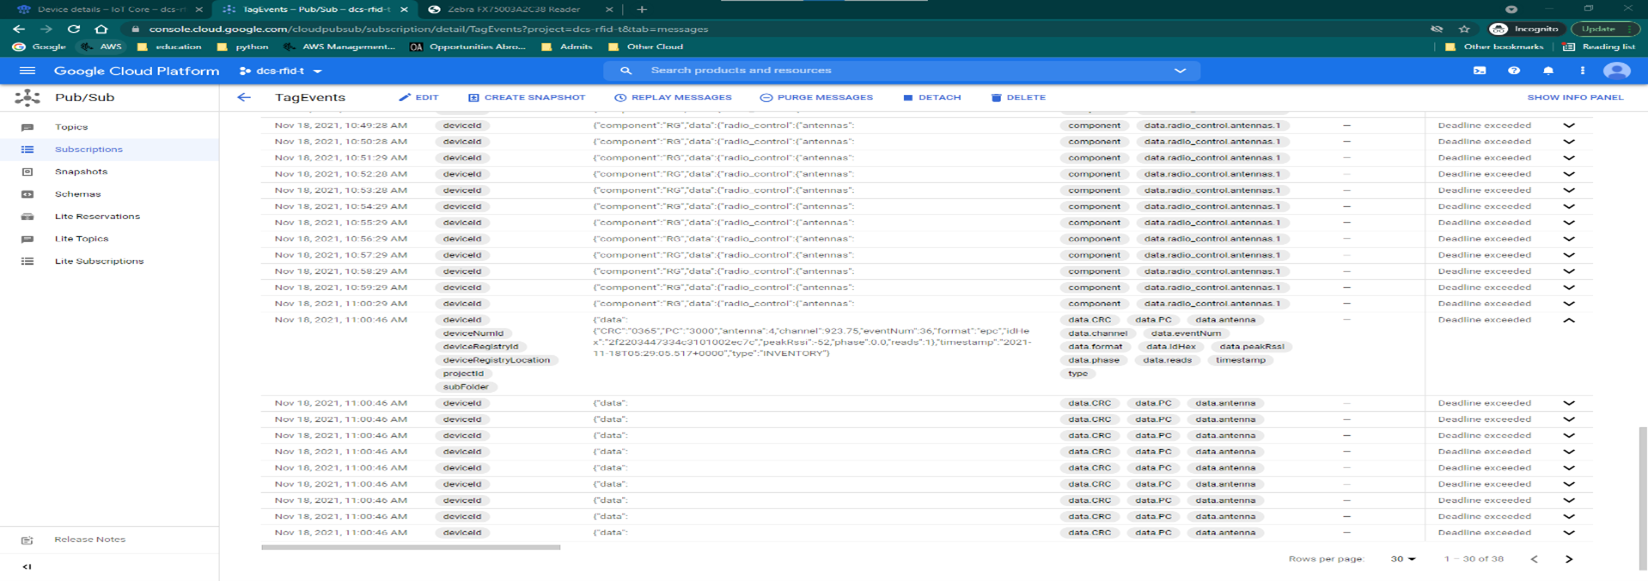 Device details – IoT Core – dcs-r
TagEvents – Pub/Sub – dcs-rfid-t
Zebra FX75003A2C38 Reader
console.cloud.google.com/cloudpubsub/subscription/detail/TagEvents?project=dcs-rfid-t&tab=messages
Incognito
Update
Google
AWS
education
python
AWS Management...
OA Opportunities Abro...
Admits
Other Cloud
Other bookmarks
Reading list
Google Cloud Platform
dcs-rfid-t
Search products and resources
Pub/Sub
TagEvents
EDIT
CREATE SNAPSHOT
REPLAY MESSAGES
PURGE MESSAGES
DETACH
DELETE
SHOW INFO PANEL
Topics
Subscriptions
Snapshots
Schemas
Lite Reservations
Lite Topics
Lite Subscriptions
Release Notes
Nov 18, 2021, 10:49:28 AM deviceId {"component":"RG","data":{"radio_control":{"antennas": component data.radio_control.antennas.1 — Deadline exceeded
Nov 18, 2021, 10:50:28 AM deviceId {"component":"RG","data":{"radio_control":{"antennas": component data.radio_control.antennas.1 — Deadline exceeded
Nov 18, 2021, 10:51:29 AM deviceId {"component":"RG","data":{"radio_control":{"antennas": component data.radio_control.antennas.1 — Deadline exceeded
Nov 18, 2021, 10:52:28 AM deviceId {"component":"RG","data":{"radio_control":{"antennas": component data.radio_control.antennas.1 — Deadline exceeded
Nov 18, 2021, 10:53:28 AM deviceId {"component":"RG","data":{"radio_control":{"antennas": component data.radio_control.antennas.1 — Deadline exceeded
Nov 18, 2021, 10:54:29 AM deviceId {"component":"RG","data":{"radio_control":{"antennas": component data.radio_control.antennas.1 — Deadline exceeded
Nov 18, 2021, 10:55:29 AM deviceId {"component":"RG","data":{"radio_control":{"antennas": component data.radio_control.antennas.1 — Deadline exceeded
Nov 18, 2021, 10:56:29 AM deviceId {"component":"RG","data":{"radio_control":{"antennas": component data.radio_control.antennas.1 — Deadline exceeded
Nov 18, 2021, 10:57:29 AM deviceId {"component":"RG","data":{"radio_control":{"antennas": component data.radio_control.antennas.1 — Deadline exceeded
Nov 18, 2021, 10:58:29 AM deviceId {"component":"RG","data":{"radio_control":{"antennas": component data.radio_control.antennas.1 — Deadline exceeded
Nov 18, 2021, 10:59:29 AM deviceId {"component":"RG","data":{"radio_control":{"antennas": component data.radio_control.antennas.1 — Deadline exceeded
Nov 18, 2021, 11:00:29 AM deviceId {"component":"RG","data":{"radio_control":{"antennas": component data.radio_control.antennas.1 — Deadline exceeded
Nov 18, 2021, 11:00:46 AM deviceId {"data": data.CRC data.PC data.antenna — Deadline exceeded
deviceNumId {"CRC":"0365","PC":"3000","antenna":4,"channel":923.75,"eventNum":36,"format":"epc","idHe data.channel data.eventNum
deviceRegistryId x":"2f2203447334c3101002ec7c","peakRssi":-52,"phase":0.0,"reads":1},"timestamp":"2021- data.format data.idHex data.peakRssi
deviceRegistryLocation 11-18T05:29:05.517+0000","type":"INVENTORY"} data.phase data.reads timestamp
projectId type
subFolder
Nov 18, 2021, 11:00:46 AM deviceId {"data": data.CRC data.PC data.antenna — Deadline exceeded
Nov 18, 2021, 11:00:46 AM deviceId {"data": data.CRC data.PC data.antenna — Deadline exceeded
Nov 18, 2021, 11:00:46 AM deviceId {"data": data.CRC data.PC data.antenna — Deadline exceeded
Nov 18, 2021, 11:00:46 AM deviceId {"data": data.CRC data.PC data.antenna — Deadline exceeded
Nov 18, 2021, 11:00:46 AM deviceId {"data": data.CRC data.PC data.antenna — Deadline exceeded
Nov 18, 2021, 11:00:46 AM deviceId {"data": data.CRC data.PC data.antenna — Deadline exceeded
Nov 18, 2021, 11:00:46 AM deviceId {"data": data.CRC data.PC data.antenna — Deadline exceeded
Nov 18, 2021, 11:00:46 AM deviceId {"data": data.CRC data.PC data.antenna — Deadline exceeded
Nov 18, 2021, 11:00:46 AM deviceId {"data": data.CRC data.PC data.antenna — Deadline exceeded
Rows per page: 30 1 – 30 of 38